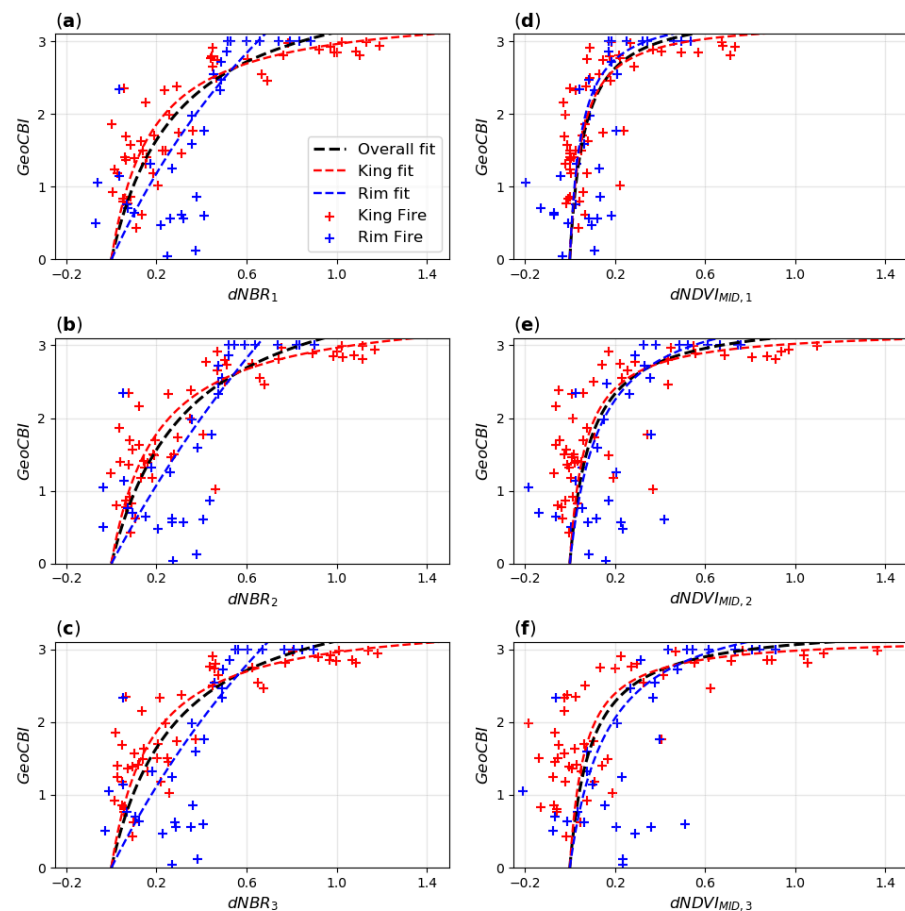 (a)
3
2
1
0
GeoCBI
−0.2 0.2 0.6 1.0 1.4
dNBR1
Overall fit
King fit
Rim fit
King Fire
Rim Fire
(d)
3
2
1
0
GeoCBI
−0.2 0.2 0.6 1.0 1.4
dNDVIMID,1
(b)
3
2
1
0
GeoCBI
−0.2 0.2 0.6 1.0 1.4
dNBR2
(e)
3
2
1
0
GeoCBI
−0.2 0.2 0.6 1.0 1.4
dNDVIMID,2
(c)
3
2
1
0
GeoCBI
−0.2 0.2 0.6 1.0 1.4
dNBR3
(f)
3
2
1
0
GeoCBI
−0.2 0.2 0.6 1.0 1.4
dNDVIMID,3